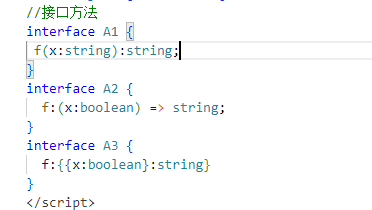 //接口方法
interface A1 {
f(x:string):string;
}
interface A2 {
f:(x:boolean) => string;
}
interface A3 {
f:{{x:boolean}:string}
}
</script>